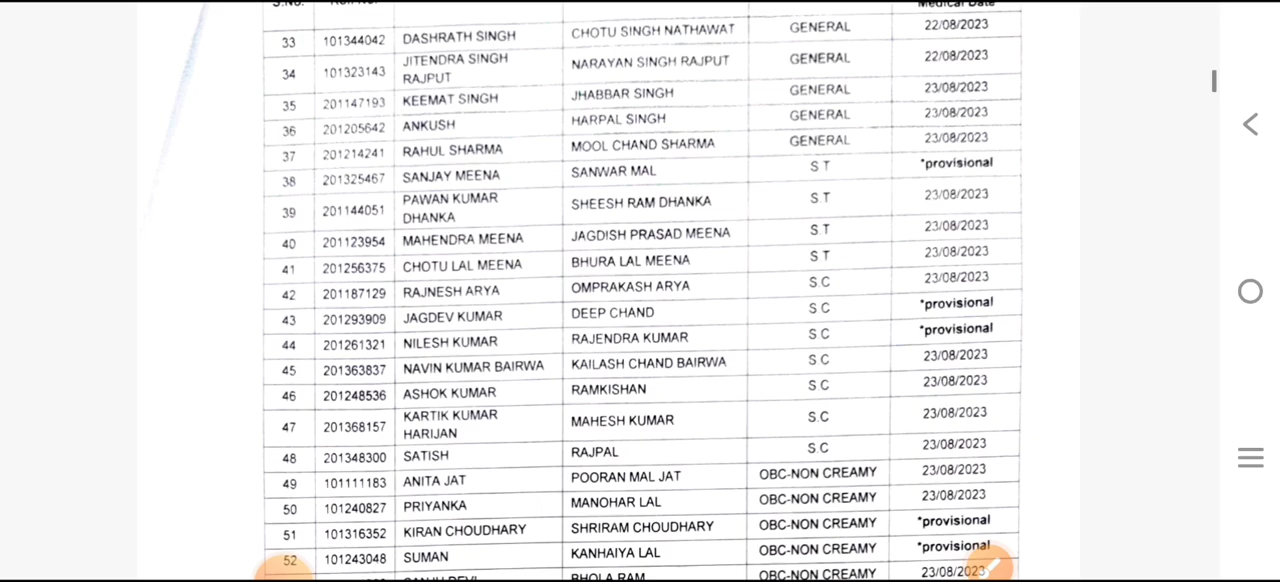 S.No. Roll No. Medical Date
33 101344042 DASHRATH SINGH CHOTU SINGH NATHAWAT GENERAL 22/08/2023
34 101323143 JITENDRA SINGH RAJPUT NARAYAN SINGH RAJPUT GENERAL 22/08/2023
35 201147193 KEEMAT SINGH JHABBAR SINGH GENERAL 23/08/2023
36 201205642 ANKUSH HARPAL SINGH GENERAL 23/08/2023
37 201214241 RAHUL SHARMA MOOL CHAND SHARMA GENERAL 23/08/2023
38 201325467 SANJAY MEENA SANWAR MAL S T *provisional
39 201144051 PAWAN KUMAR DHANKA SHEESH RAM DHANKA S.T 23/08/2023
40 201123954 MAHENDRA MEENA JAGDISH PRASAD MEENA S.T 23/08/2023
41 201256375 CHOTU LAL MEENA BHURA LAL MEENA S T 23/08/2023
42 201187129 RAJNESH ARYA OMPRAKASH ARYA S.C 23/08/2023
43 201293909 JAGDEV KUMAR DEEP CHAND S C *provisional
44 201261321 NILESH KUMAR RAJENDRA KUMAR S C *provisional
45 201363837 NAVIN KUMAR BAIRWA KAILASH CHAND BAIRWA S C 23/08/2023
46 201248536 ASHOK KUMAR RAMKISHAN S.C 23/08/2023
47 201368157 KARTIK KUMAR HARIJAN MAHESH KUMAR S.C 23/08/2023
48 201348300 SATISH RAJPAL S.C 23/08/2023
49 101111183 ANITA JAT POORAN MAL JAT OBC-NON CREAMY 23/08/2023
50 101240827 PRIYANKA MANOHAR LAL OBC-NON CREAMY 23/08/2023
51 101316352 KIRAN CHOUDHARY SHRIRAM CHOUDHARY OBC-NON CREAMY *provisional
52 101243048 SUMAN KANHAIYA LAL OBC-NON CREAMY *provisional
BHOLA RAM OBC-NON CREAMY 23/08/2023